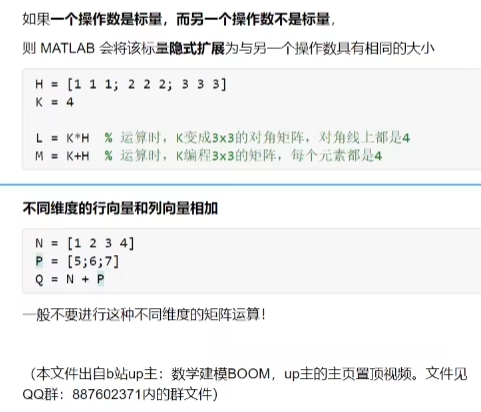 如果一个操作数是标量，而另一个操作数不是标量，
则 MATLAB 会将该标量隐式扩展为与另一个操作数具有相同的大小
H = [1 1 1; 2 2 2; 3 3 3]
K = 4
L = K*H % 运算时，K变成3x3的对角矩阵，对角线上都是4
M = K+H % 运算时，K编程3x3的矩阵，每个元素都是4
不同维度的行向量和列向量相加
N = [1 2 3 4]
P = [5;6;7]
Q = N + P
一般不要进行这种不同维度的矩阵运算！
（本文件出自b站up主：数学建模BOOM，up主的主页置顶视频。文件见
QQ群：887602371内的群文件）